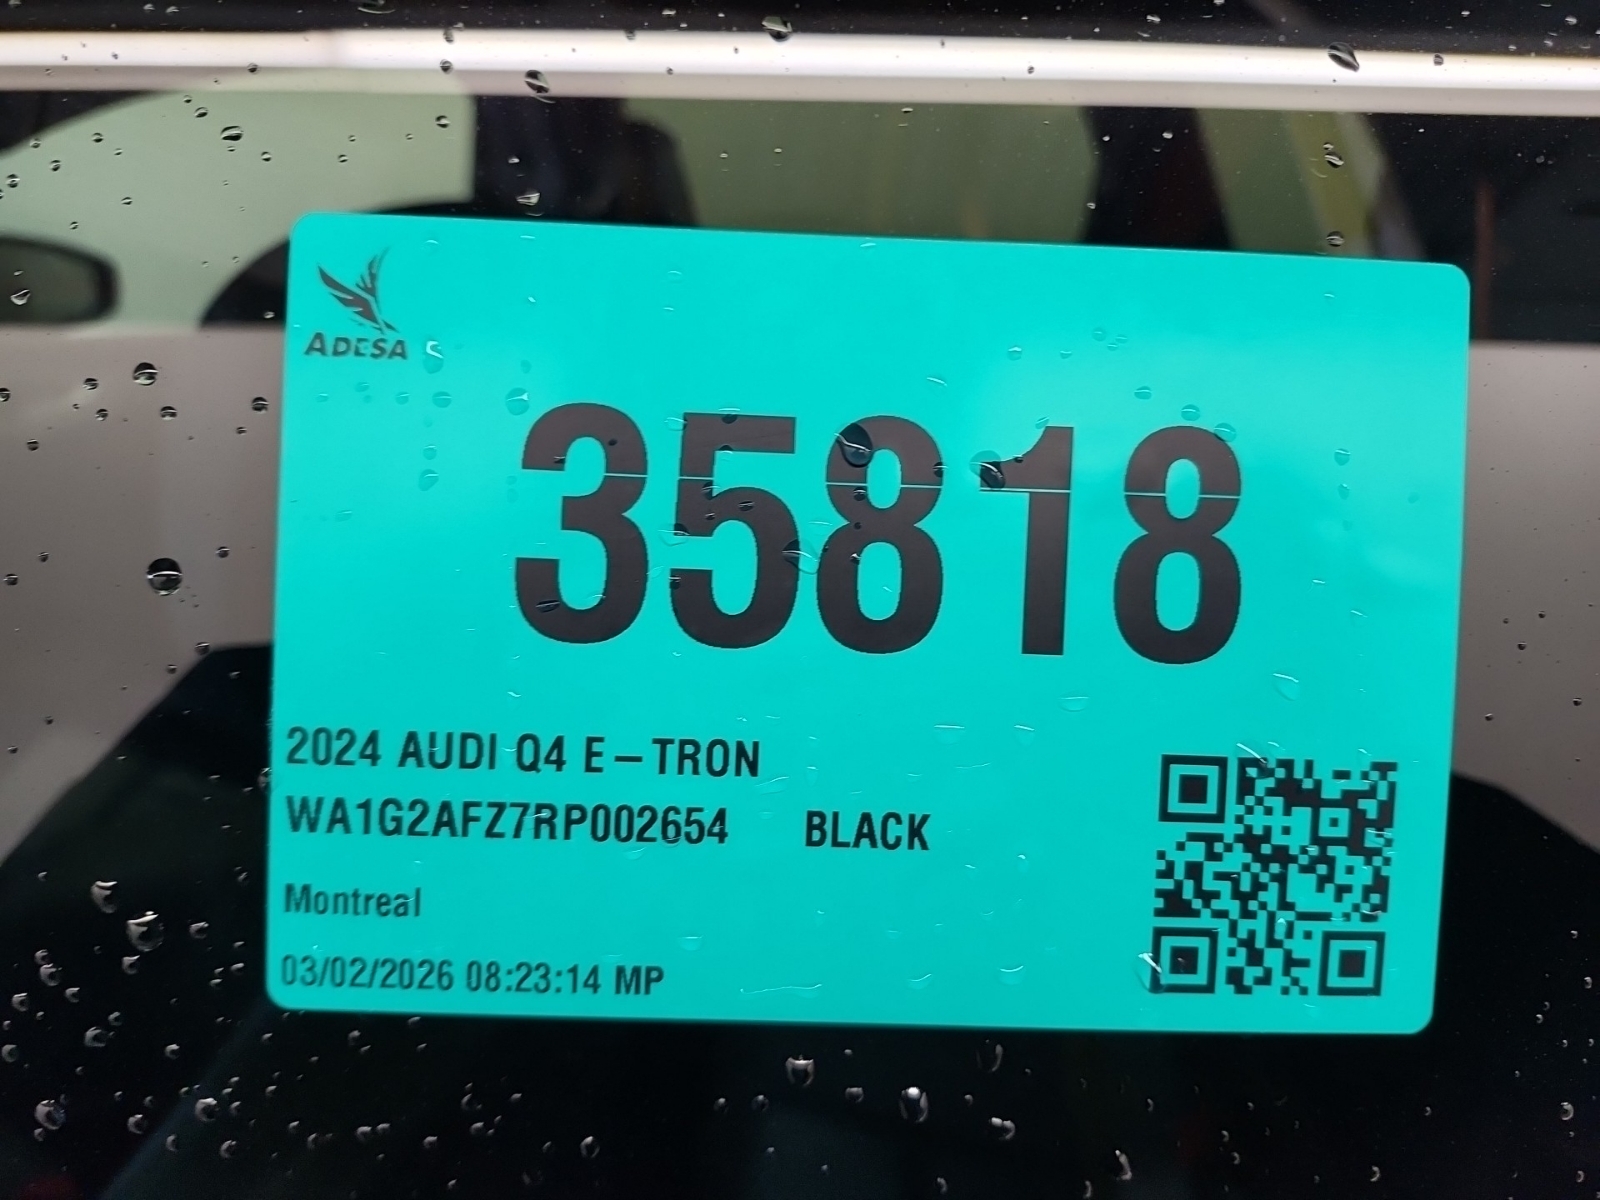 ADESA
35818
2024 AUDI Q4 E-TRON
WA1G2AFZ7RP002654 BLACK
Montreal
03/02/2026 08:23:14 MP